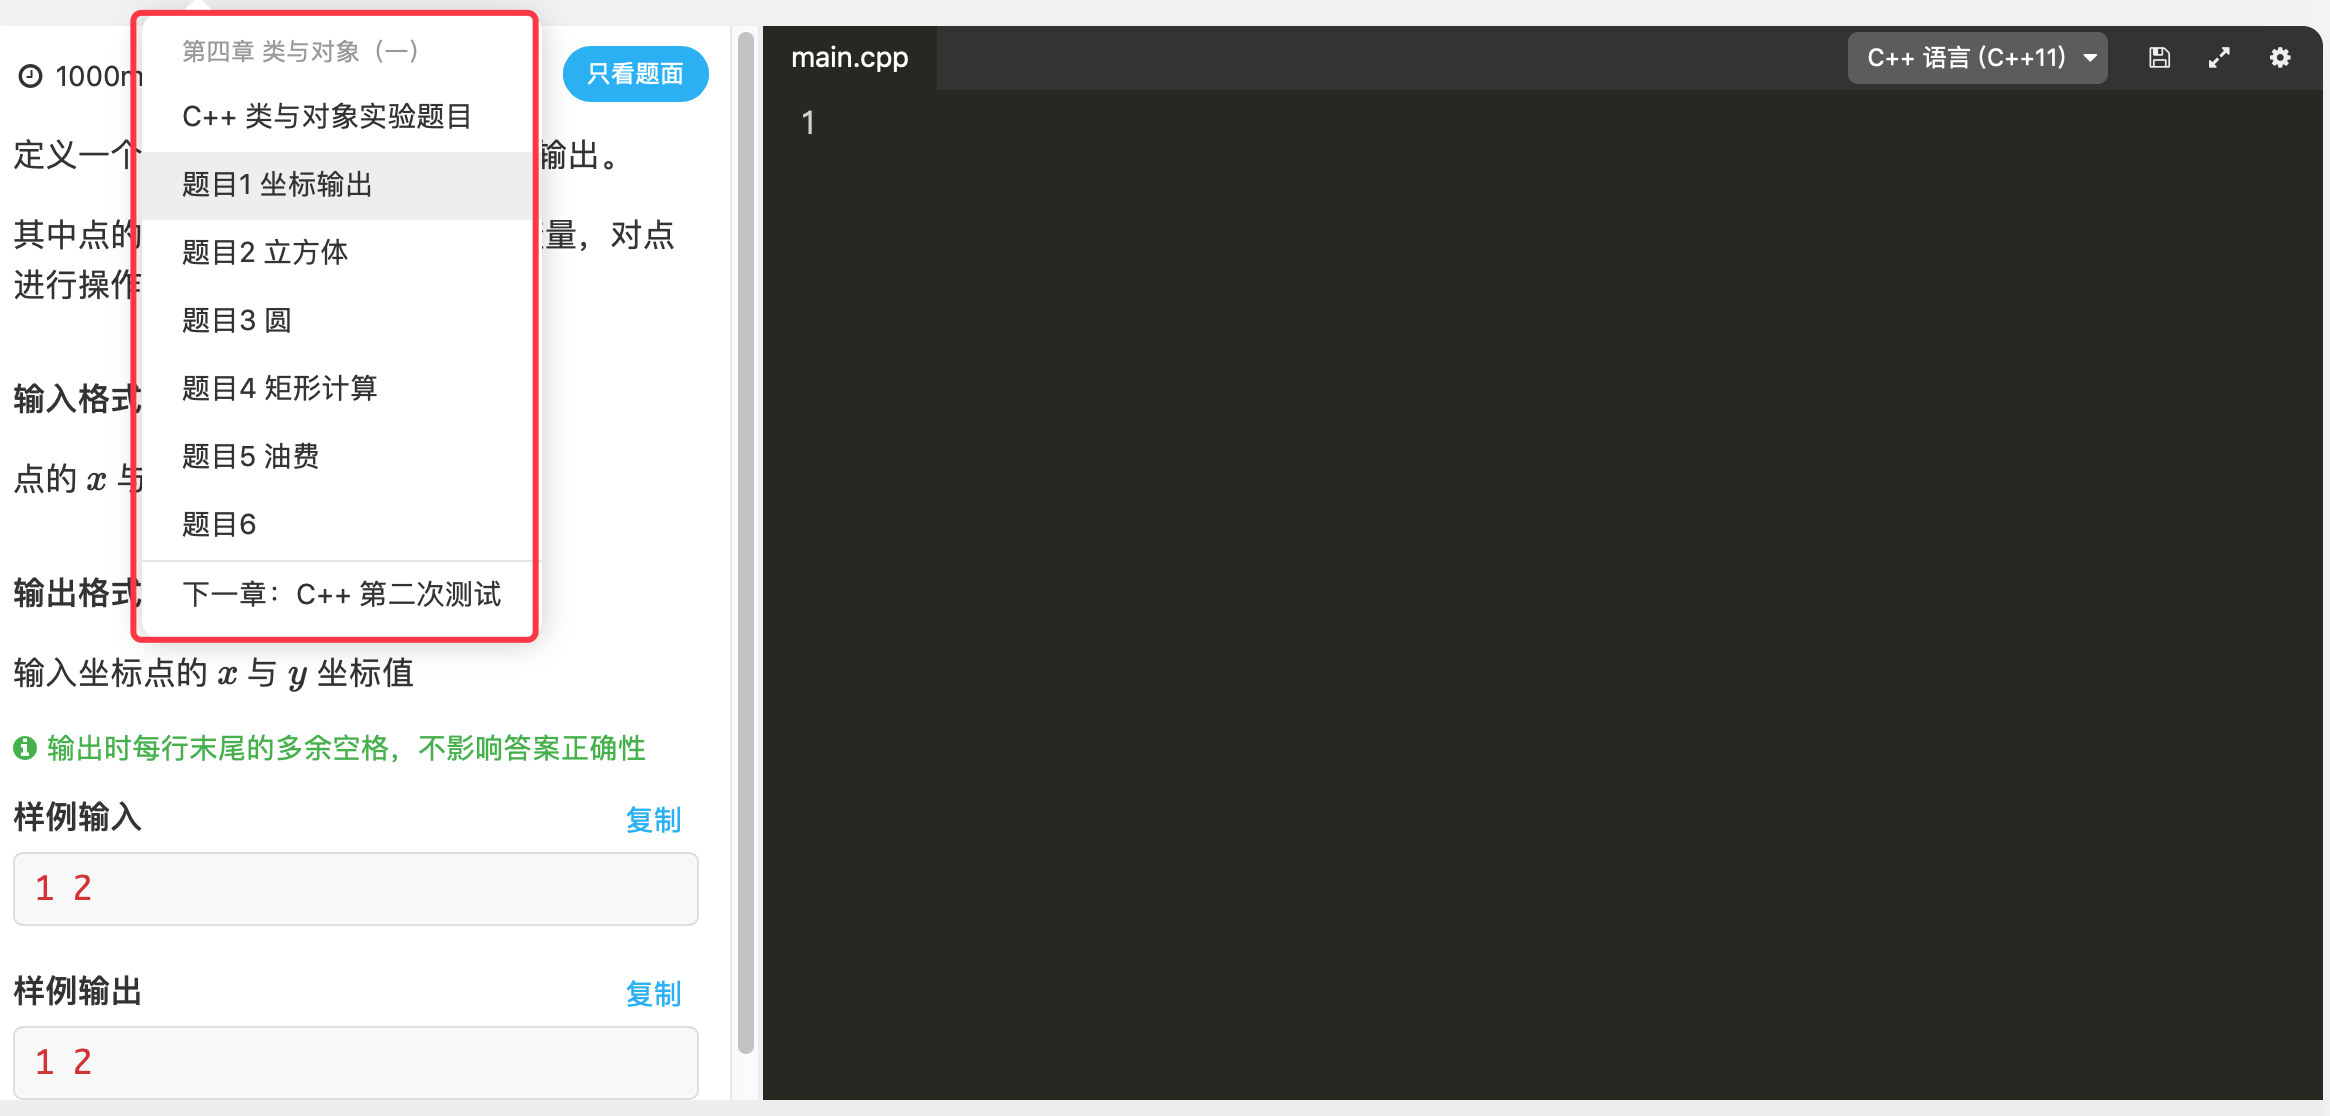 第四章 类与对象（一）
C++ 类与对象实验题目
题目1 坐标输出
题目2 立方体
题目3 圆
题目4 矩形计算
题目5 油费
题目6
下一章：C++ 第二次测试
1000m
只看题面
定义一个 输出。
其中点的 量，对点
进行操作
输入格式
点的 x 与
输出格式
输入坐标点的 x 与 y 坐标值
输出时每行末尾的多余空格，不影响答案正确性
样例输入 复制
1 2
样例输出 复制
1 2
main.cpp
C++ 语言 (C++11)
1